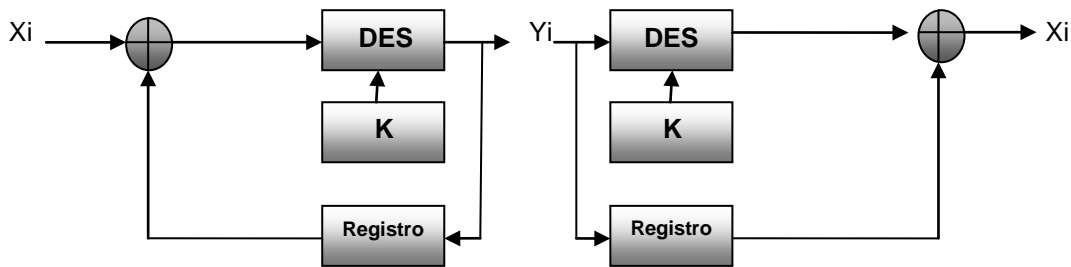 Xi
DES
K
Registro
Yi
DES
K
Registro
Xi